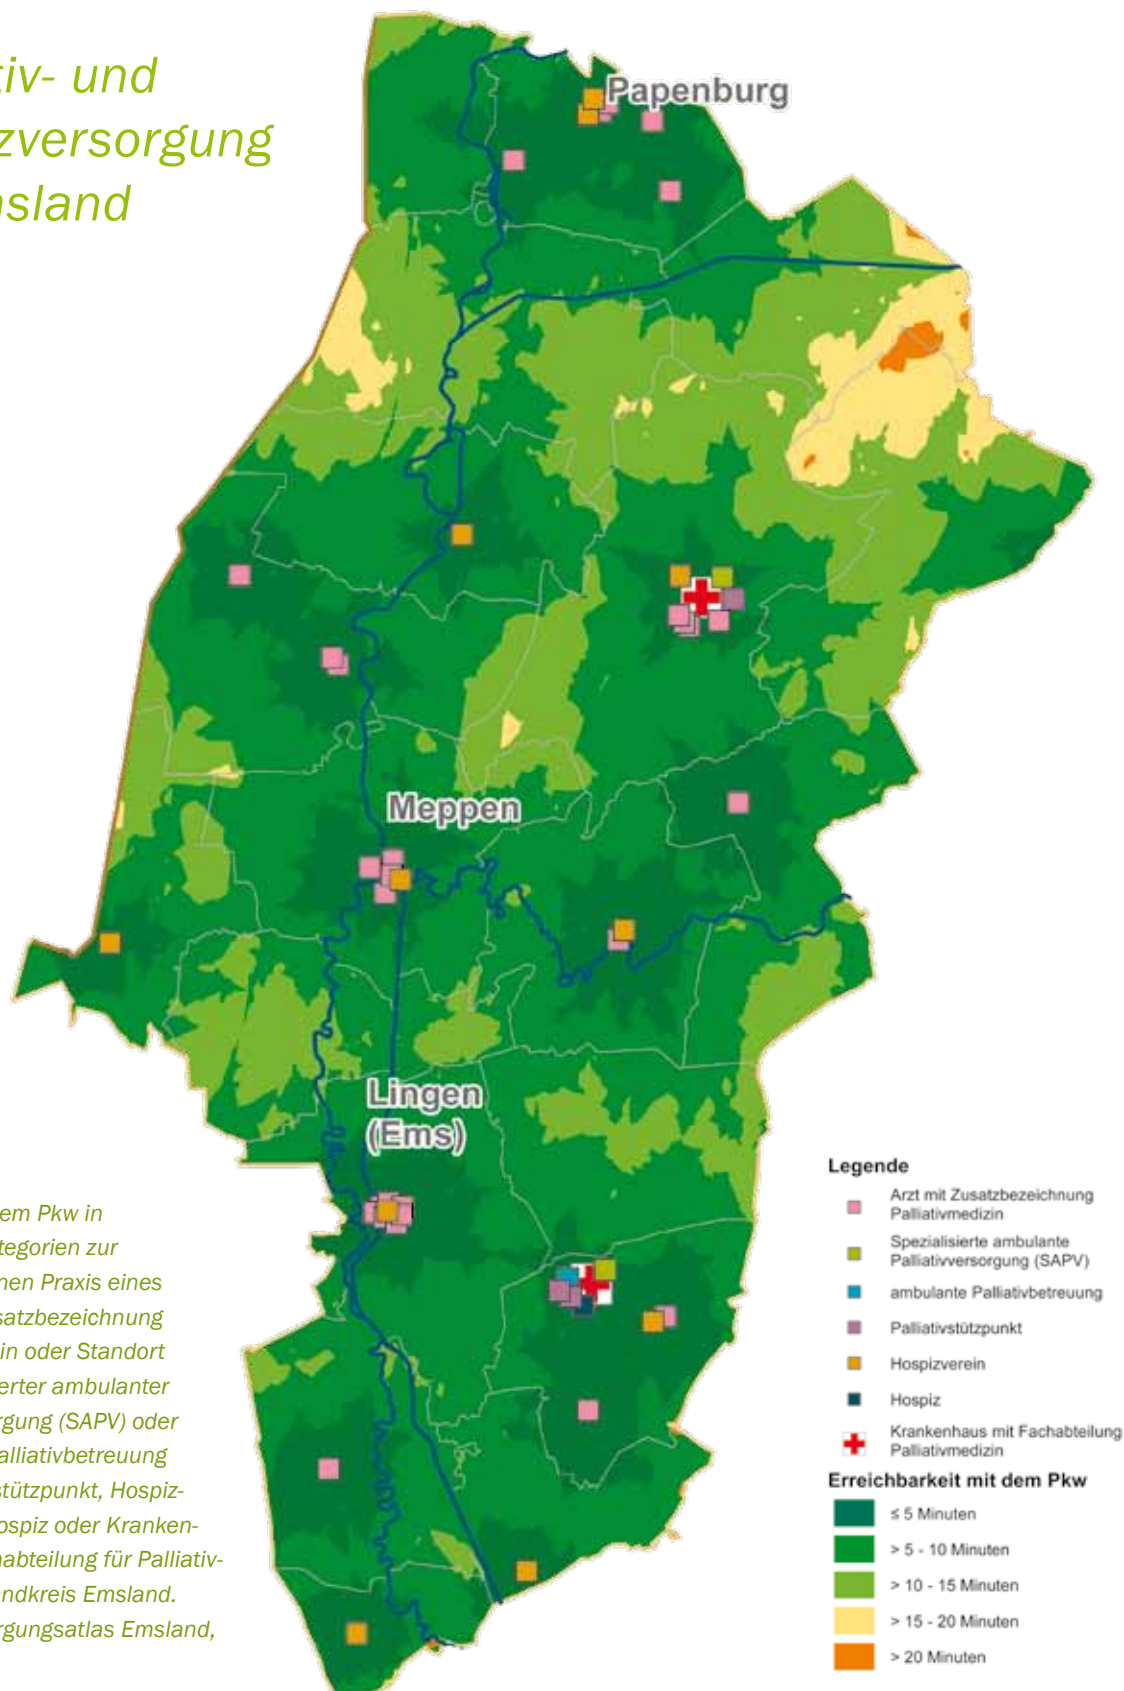 tiv- und
zversorgung
nsland
Papenburg
Meppen
Lingen
(Ems)
em Pkw in
tegorien zur
nen Praxis eines
satzbezeichnung
in oder Standort
erter ambulanter
rgung (SAPV) oder
alliativbetreuung
stützpunkt, Hospiz-
ospiz oder Kranken-
nabteilung für Palliativ-
andkreis Emsland.
rgungsatlas Emsland,
Legende
Arzt mit Zusatzbezeichnung
Palliativmedizin
Spezialisierte ambulante
Palliativversorgung (SAPV)
ambulante Palliativbetreuung
Palliativstützpunkt
Hospizverein
Hospiz
Krankenhaus mit Fachabteilung
Palliativmedizin
Erreichbarkeit mit dem Pkw
≤ 5 Minuten
> 5 - 10 Minuten
> 10 - 15 Minuten
> 15 - 20 Minuten
> 20 Minuten